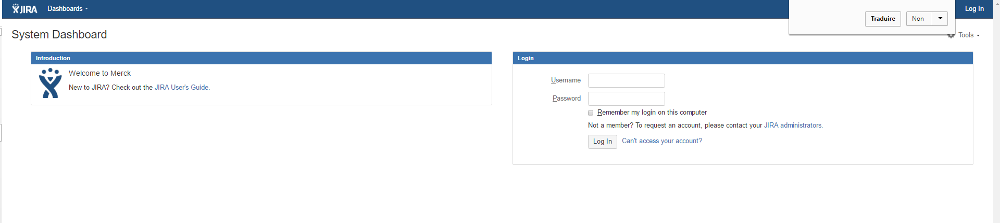 JIRA Dashboards Log In
Traduire Non
System Dashboard Tools
Introduction
Welcome to Merck
New to JIRA? Check out the JIRA User's Guide.
Login
Username
Password
Remember my login on this computer
Not a member? To request an account, please contact your JIRA administrators.
Log In Can't access your account?